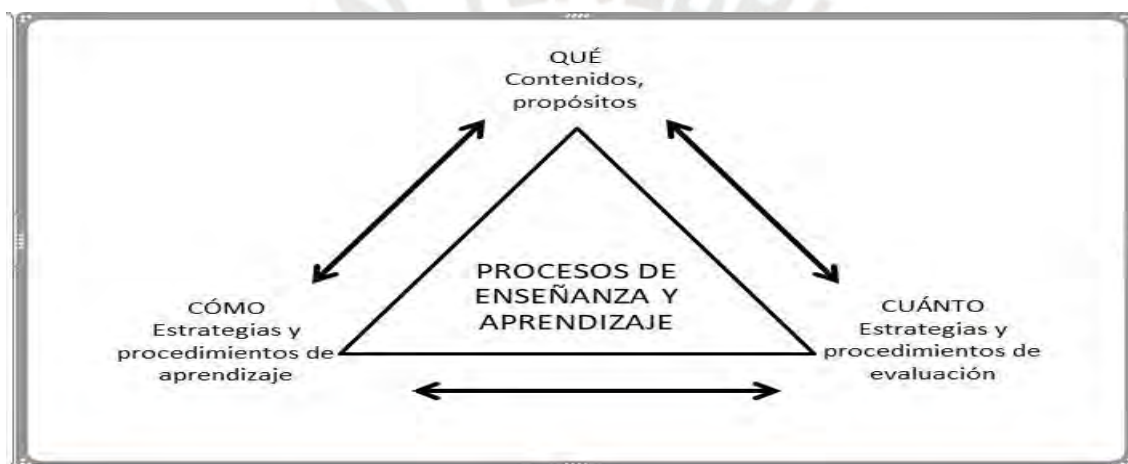 QUÉ
Contenidos,
propósitos
PROCESOS DE
ENSEÑANZA Y
APRENDIZAJE
CÓMO
Estrategias y
procedimientos de
aprendizaje
CUÁNTO
Estrategias y
procedimientos de
evaluación